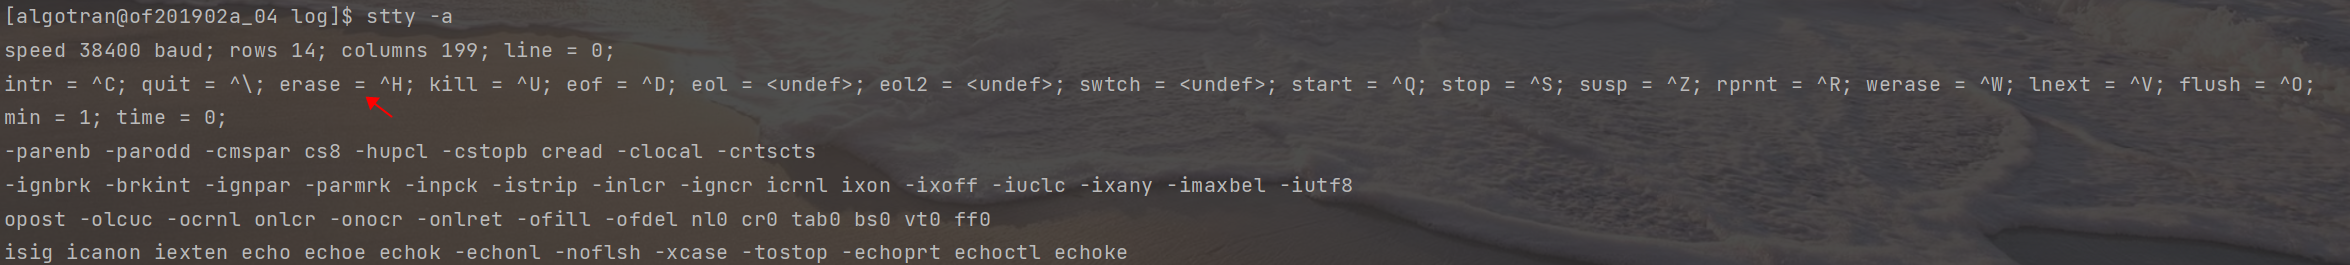 [algotran@of201902a_04 log]$ stty -a
speed 38400 baud; rows 14; columns 199; line = 0;
intr = ^C; quit = ^\; erase = ^H; kill = ^U; eof = ^D; eol = <undef>; eol2 = <undef>; swtch = <undef>; start = ^Q; stop = ^S; susp = ^Z; rprnt = ^R; werase = ^W; lnext = ^V; flush = ^O;
min = 1; time = 0;
-parenb -parodd -cmspar cs8 -hupcl -cstopb cread -clocal -crtscts
-ignbrk -brkint -ignpar -parmrk -inpck -istrip -inlcr -igncr icrnl ixon -ixoff -iuclc -ixany -imaxbel -iutf8
opost -olcuc -ocrnl onlcr -onocr -onlret -ofill -ofdel nl0 cr0 tab0 bs0 vt0 ff0
isig icanon iexten echo echoe echok -echonl -noflsh -xcase -tostop -echoprt echoctl echoke